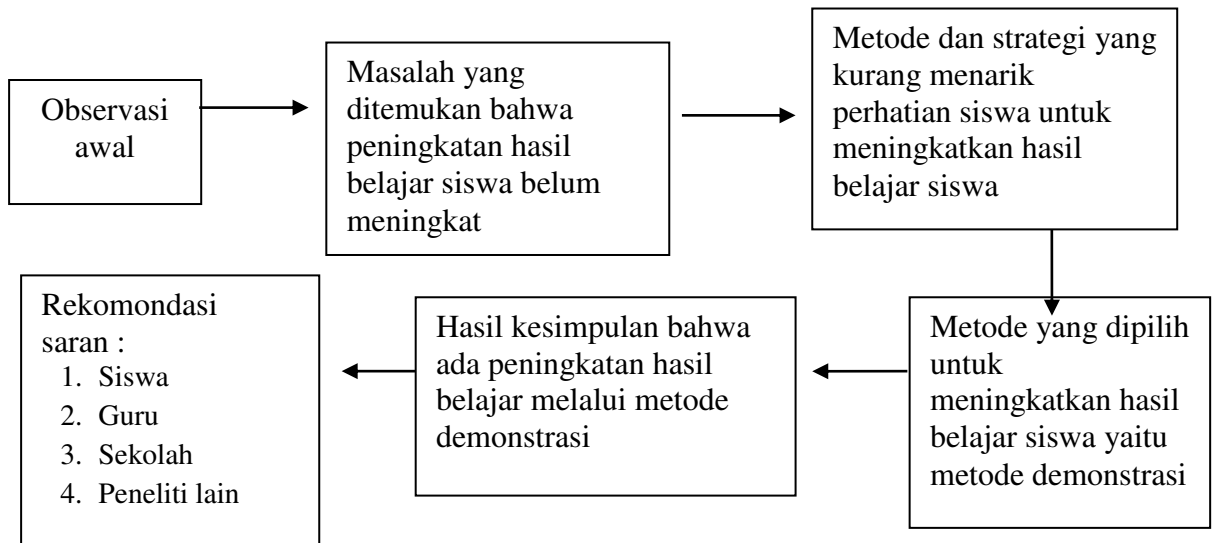 Observasi
awal
Masalah yang
ditemukan bahwa
peningkatan hasil
belajar siswa belum
meningkat
Metode dan strategi yang
kurang menarik
perhatian siswa untuk
meningkatkan hasil
belajar siswa
Metode yang dipilih
untuk
meningkatkan hasil
belajar siswa yaitu
metode demonstrasi
Hasil kesimpulan bahwa
ada peningkatan hasil
belajar melalui metode
demonstrasi
Rekomondasi
saran :
1. Siswa
2. Guru
3. Sekolah
4. Peneliti lain